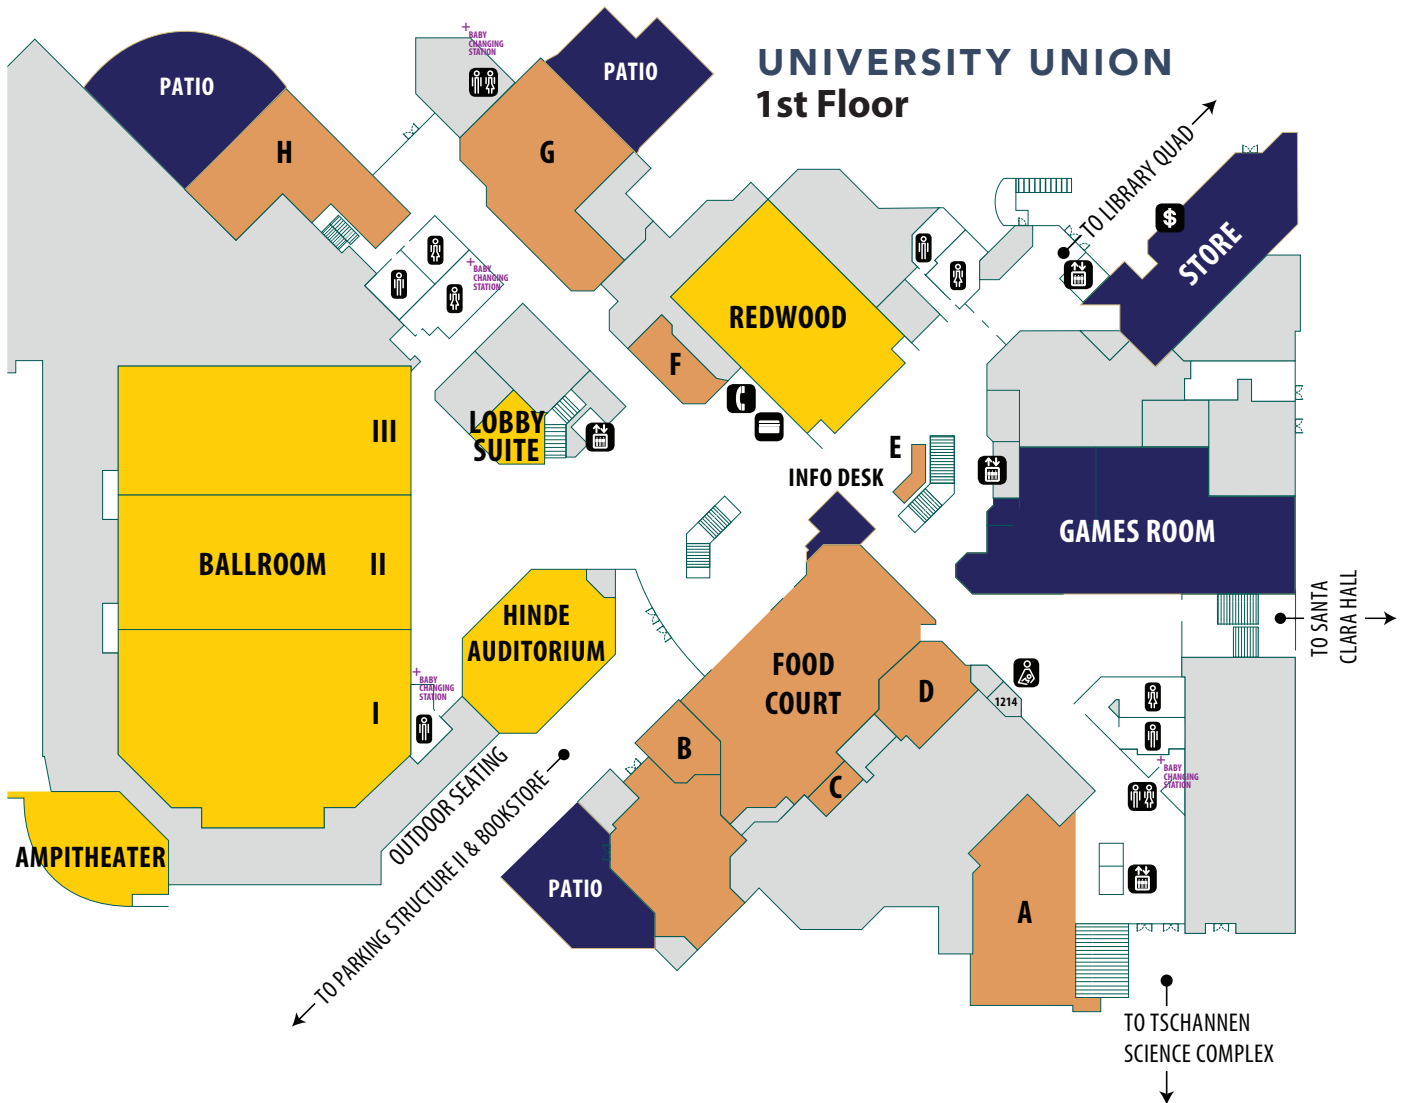 UNIVERSITY UNION
1st Floor
BABY
CHANGING
STATION
PATIO
PATIO
H
G
TO LIBRARY QUAD
$
STORE
BABY
CHANGING
STATION
REDWOOD
F
LOBBY
SUITE
III
E
INFO DESK
GAMES ROOM
BALLROOM
II
HINDE
AUDITORIUM
TO SANTA
CLARA HALL
FOOD
COURT
D
1214
BABY
CHANGING
STATION
I
B
C
BABY
CHANGING
STATION
OUTDOOR SEATING
TO PARKING STRUCTURE II & BOOKSTORE
AMPITHEATER
PATIO
A
TO TSCHANNEN
SCIENCE COMPLEX